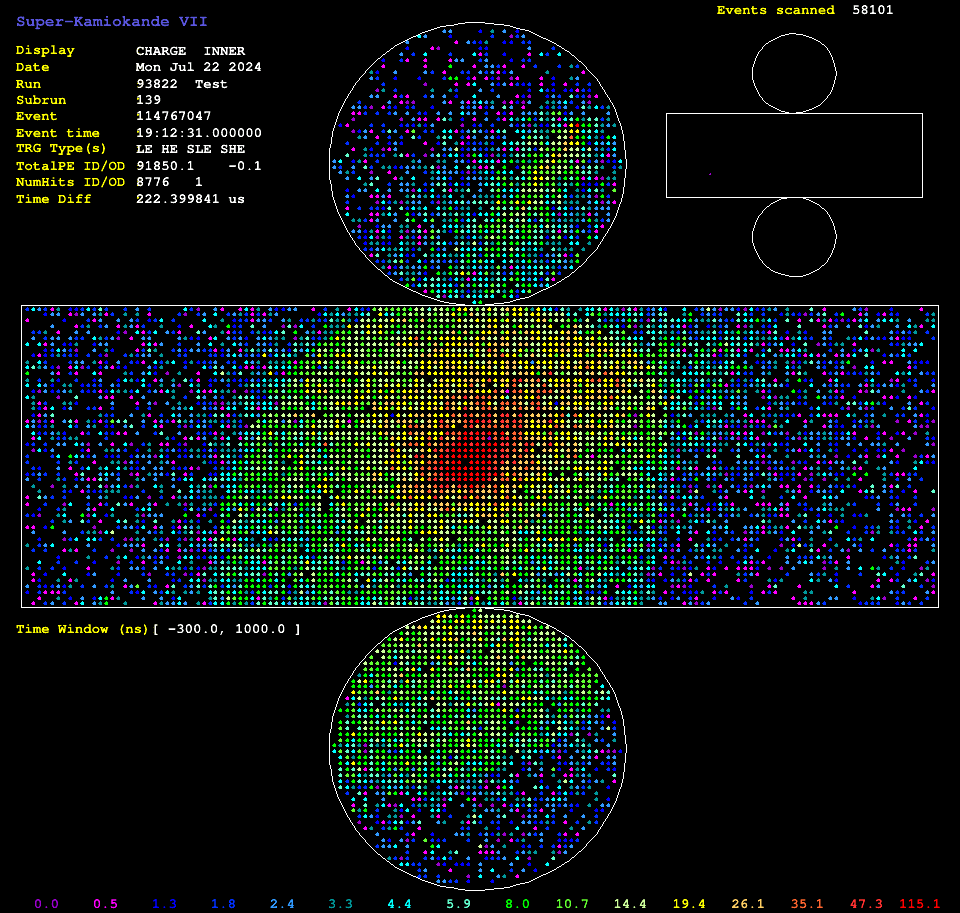 Super-Kamiokande VII
Events scanned 58101
Display CHARGE INNER
Date Mon Jul 22 2024
Run 93822 Test
Subrun 139
Event 114767047
Event time 19:12:31.000000
TRG Type(s) LE HE SLE SHE
TotalPE ID/OD 91850.1 -0.1
NumHits ID/OD 8776 1
Time Diff 222.399841 us
Time Window (ns)[ -300.0, 1000.0 ]
0.0 0.5 1.3 1.8 2.4 3.3 4.4 5.9 8.0 10.7 14.4 19.4 26.1 35.1 47.3 115.1